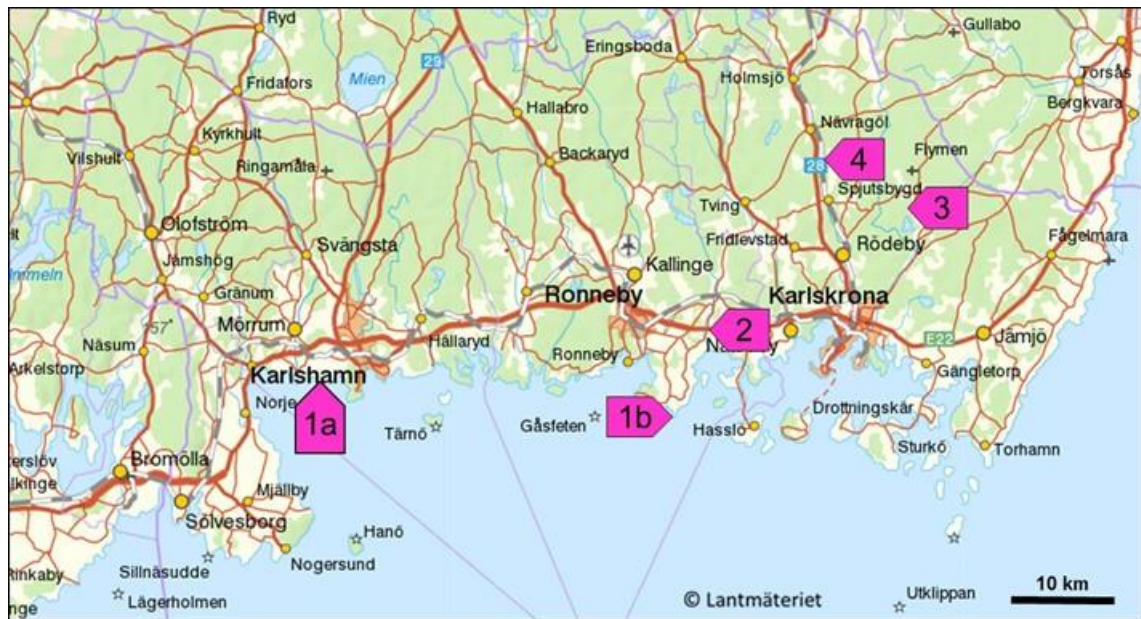 Ryd
Gullabo
Eringsboda
29
Mien
Torsås
Holmsjö
Fridafors
Bergkvara
Hallabro
Nävragöl
Kyrkhult
Vilshult
Backaryd
4
Flymen
Ringamåla
28
Spjutsbygd
3
Tving
Olofström
Svängsta
Fridlevstad
Rödeby
Fågelmara
Jämshög
Kallinge
Gränum
Ronneby
Karlskrona
57°
Mörrum
2
Jämjö
E22
Näsum
Hällaryd
Ronneby
Arkelstorp
Karlshamn
Gängletorp
Norje
1a
Tärnö
Gåsfeten
1b
Hasslö
Drottningskär
Sturkö
Torhamn
Bromölla
Mjällby
Sölvesborg
Hanö
Nogersund
Sillnäsudde
Lägerholmen
10 km
© Lantmäteriet
Utklippan